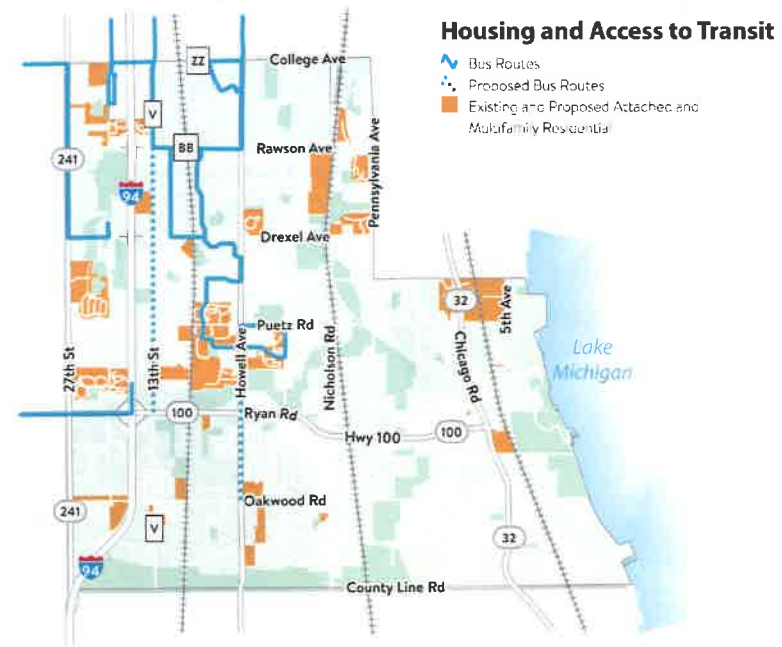 Housing and Access to Transit
Bus Routes
Proposed Bus Routes
Existing and Proposed Attached and
Multifamily Residential
ZZ
College Ave
V
BB
Rawson Ave
Pennsylvania Ave
241
94
Drexel Ave
32
5th Ave
Puetz Rd
Lake
Michigan
27th St
13th St
Howell Ave
Nicholson Rd
Chicago Rd
100
Ryan Rd
Hwy 100
100
Oakwood Rd
241
V
32
94
County Line Rd